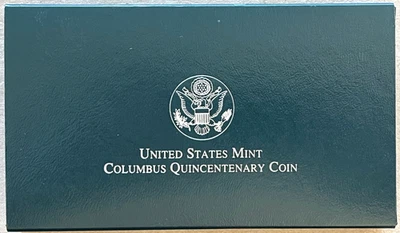 United States Mint
Columbus Quincentenary Coin